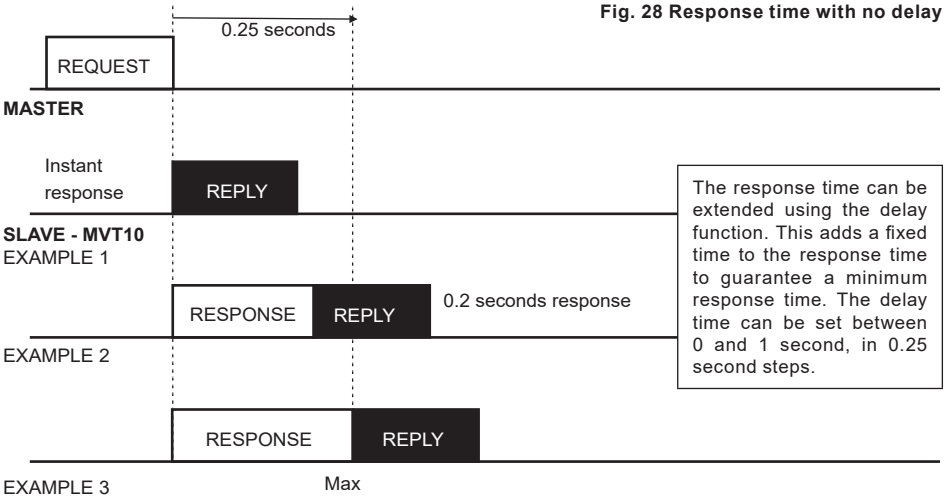 Fig. 28 Response time with no delay
0.25 seconds
REQUEST
MASTER
Instant
response
REPLY
SLAVE - MVT10
EXAMPLE 1
The response time can be
extended using the delay
function. This adds a fixed
time to the response time
to guarantee a minimum
response time. The delay
time can be set between
0 and 1 second, in 0.25
second steps.
RESPONSE
REPLY
0.2 seconds response
EXAMPLE 2
RESPONSE
REPLY
EXAMPLE 3
Max